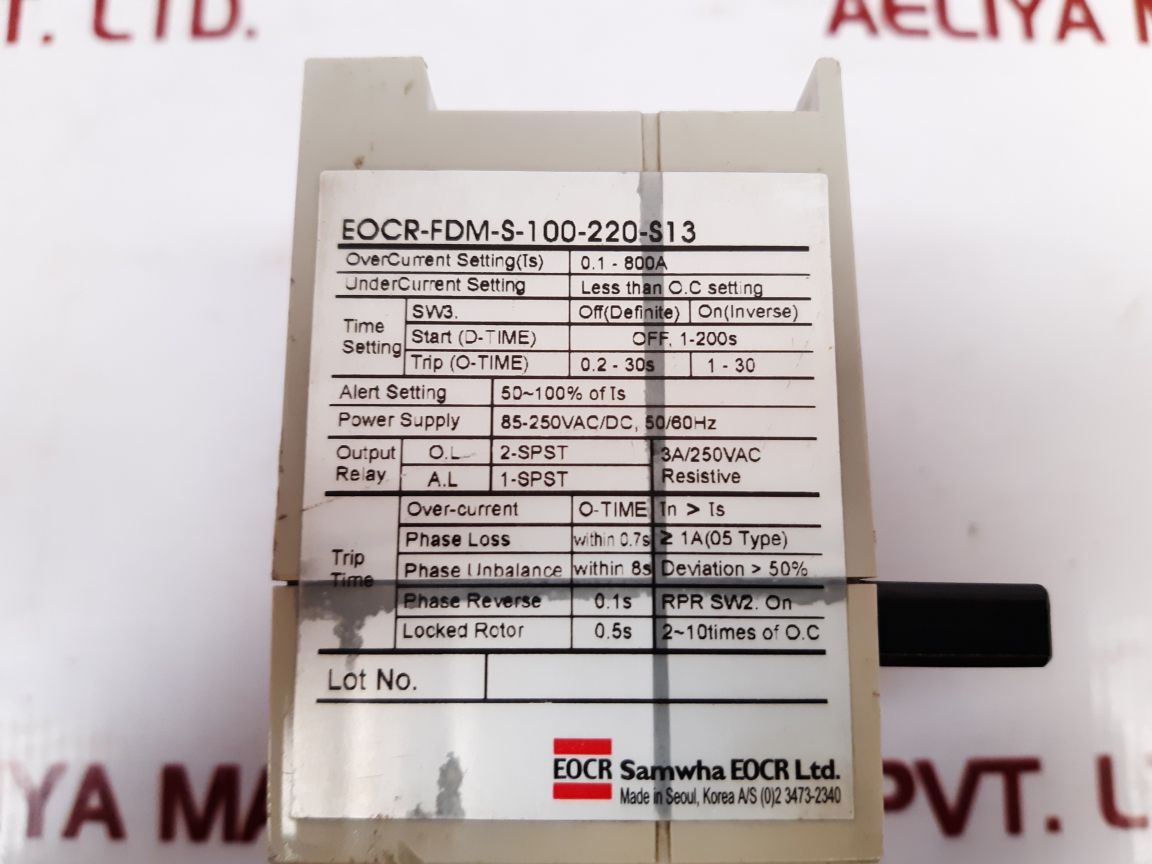 T. LTD.
AELIYA M
EOCR-FDM-S-100-220-S13
OverCurrent Setting(Is) 0.1 - 800A
UnderCurrent Setting Less than O.C setting
Time Setting SW3. Off(Definite) On(Inverse)
Start (D-TIME) OFF, 1-200s
Trip (O-TIME) 0.2 - 30s 1 - 30
Alert Setting 50~100% of Is
Power Supply 85-250VAC/DC, 50/60Hz
Output Relay O.L 2-SPST 3A/250VAC Resistive
A.L 1-SPST
Trip Time Over-current O-TIME In > Is
Phase Loss within 0.7s ≥ 1A(05 Type)
Phase Unbalance within 8s Deviation > 50%
Phase Reverse 0.1s RPR SW2. On
Locked Rotor 0.5s 2~10times of O.C
Lot No.
EOCR Samwha EOCR Ltd.
Made in Seoul, Korea A/S (0)2 3473-2340
IYA MA PVT. L